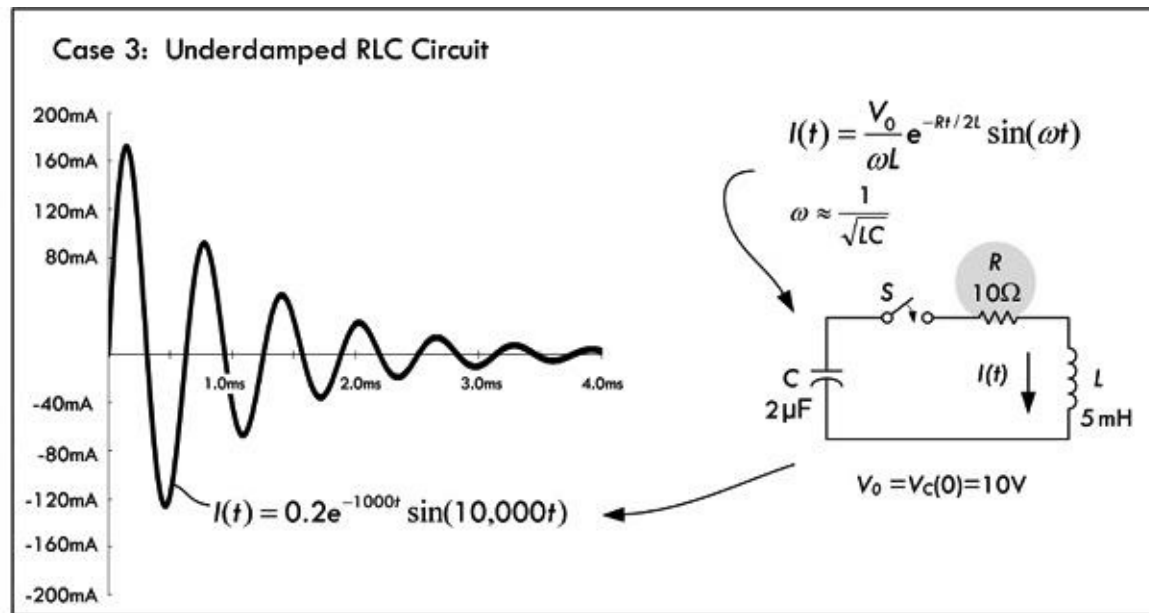 Case 3: Underdamped RLC Circuit
200mA
160mA
120mA
80mA
-40mA
-80mA
-120mA
-160mA
-200mA
1.0ms
2.0ms
3.0ms
4.0ms
I(t) = 0.2e^{-1000t} sin(10,000t)
I(t) = V₀/ωL e^{-Rt/2L} sin(ωt)
ω ≈ 1/√LC
R
10Ω
S
C
2µF
I(t)
L
5mH
V₀ = V_C(0) = 10V